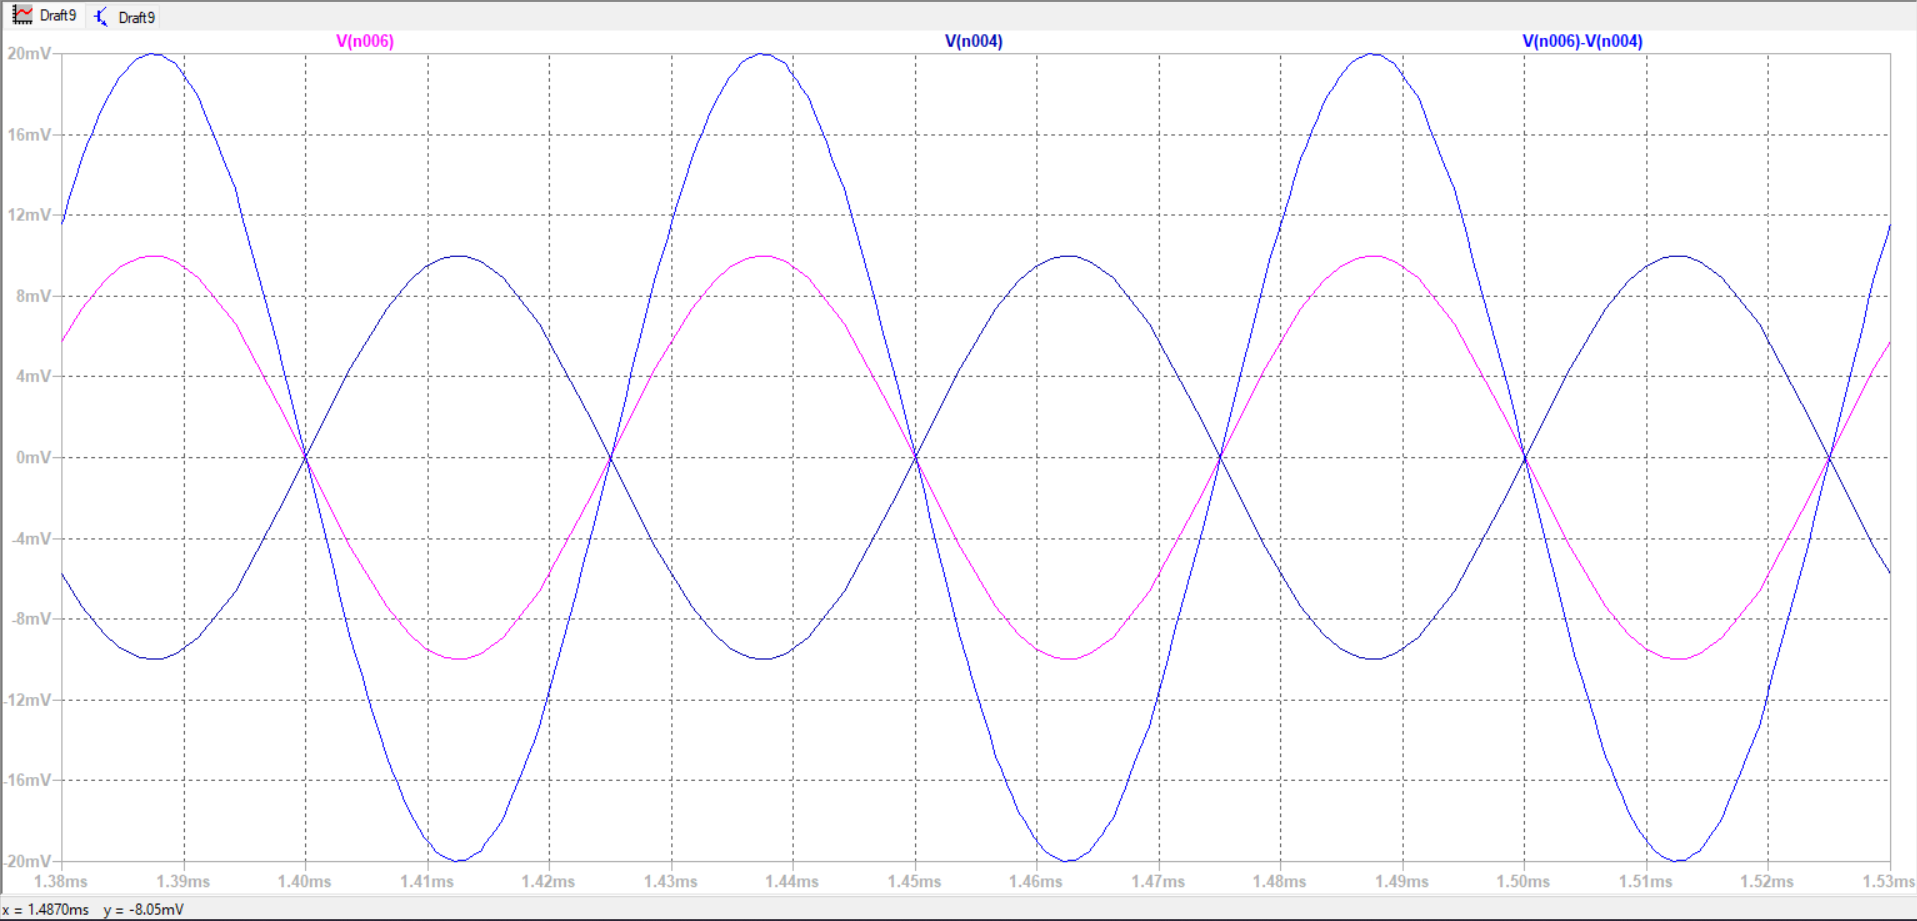 Draft9 Draft9
V(n006) V(n004) V(n006)-V(n004)
20mV
16mV
12mV
8mV
4mV
0mV
-4mV
-8mV
-12mV
-16mV
-20mV
1.38ms 1.39ms 1.40ms 1.41ms 1.42ms 1.43ms 1.44ms 1.45ms 1.46ms 1.47ms 1.48ms 1.49ms 1.50ms 1.51ms 1.52ms 1.53ms
x = 1.4870ms y = -8.05mV